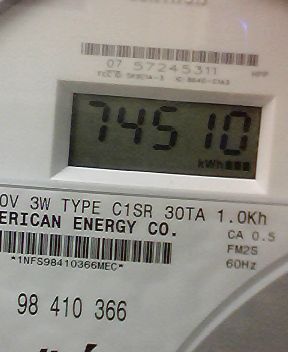 07 57245311
74510
kWh
0V 3W TYPE C1SR 30TA 1.0Kh
ERICAN ENERGY CO.
CA 0.5
FM2S
60Hz
*1NFS98410366MEC*
98 410 366